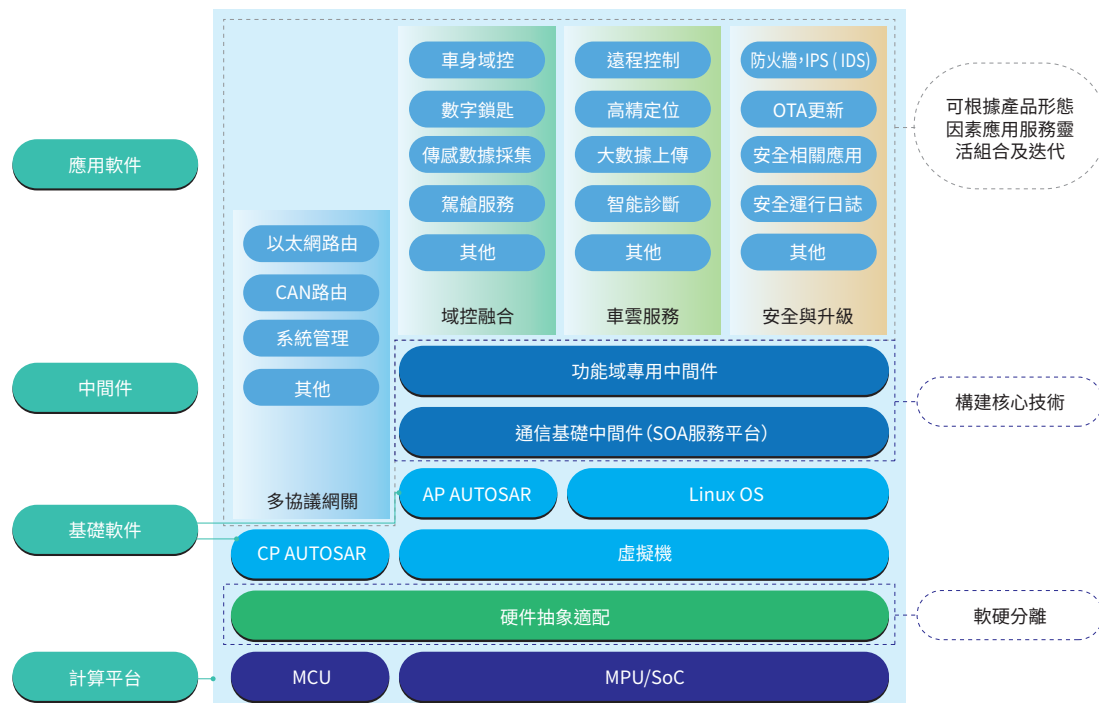 應用軟件
中間件
基礎軟件
計算平台
以太網路由
CAN路由
系統管理
其他
多協議網關
車身域控
數字鎖匙
傳感數據採集
駕艙服務
其他
域控融合
遠程控制
高精定位
大數據上傳
智能診斷
其他
車雲服務
防火牆，IPS ( IDS)
OTA更新
安全相關應用
安全運行日誌
其他
安全與升級
功能域專用中間件
通信基礎中間件（SOA服務平台）
AP AUTOSAR
Linux OS
CP AUTOSAR
虛擬機
硬件抽象適配
MCU
MPU/SoC
可根據產品形態
因素應用服務靈
活組合及迭代
構建核心技術
軟硬分離